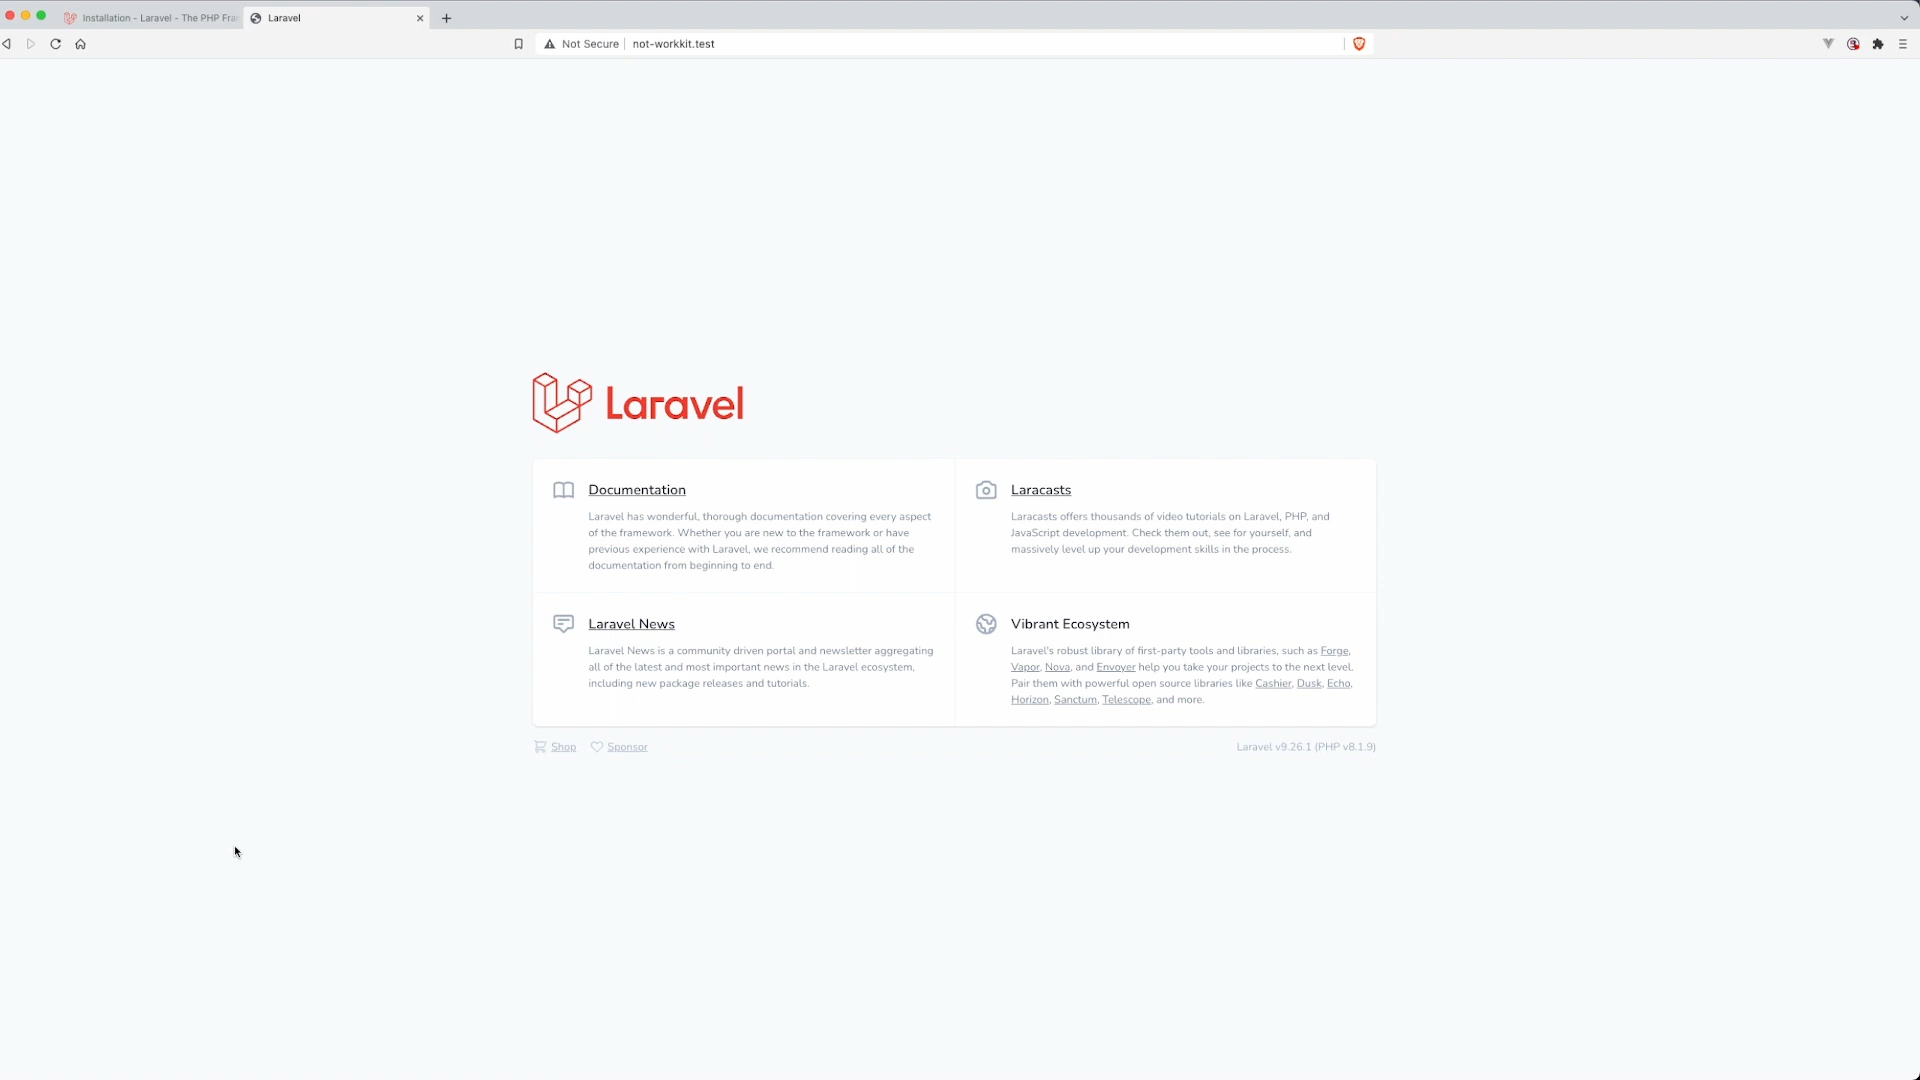 Installation - Laravel - The PHP Fra
Laravel
Not Secure
not-workkit.test
Laravel
Documentation
Laravel has wonderful, thorough documentation covering every aspect
of the framework. Whether you are new to the framework or have
previous experience with Laravel, we recommend reading all of the
documentation from beginning to end.
Laracasts
Laracasts offers thousands of video tutorials on Laravel, PHP, and
JavaScript development. Check them out, see for yourself, and
massively level up your development skills in the process.
Laravel News
Laravel News is a community driven portal and newsletter aggregating
all of the latest and most important news in the Laravel ecosystem,
including new package releases and tutorials.
Vibrant Ecosystem
Laravel's robust library of first-party tools and libraries, such as Forge,
Vapor, Nova, and Envoyer help you take your projects to the next level.
Pair them with powerful open source libraries like Cashier, Dusk, Echo,
Horizon, Sanctum, Telescope, and more.
Shop
Sponsor
Laravel v9.26.1 (PHP v8.1.9)